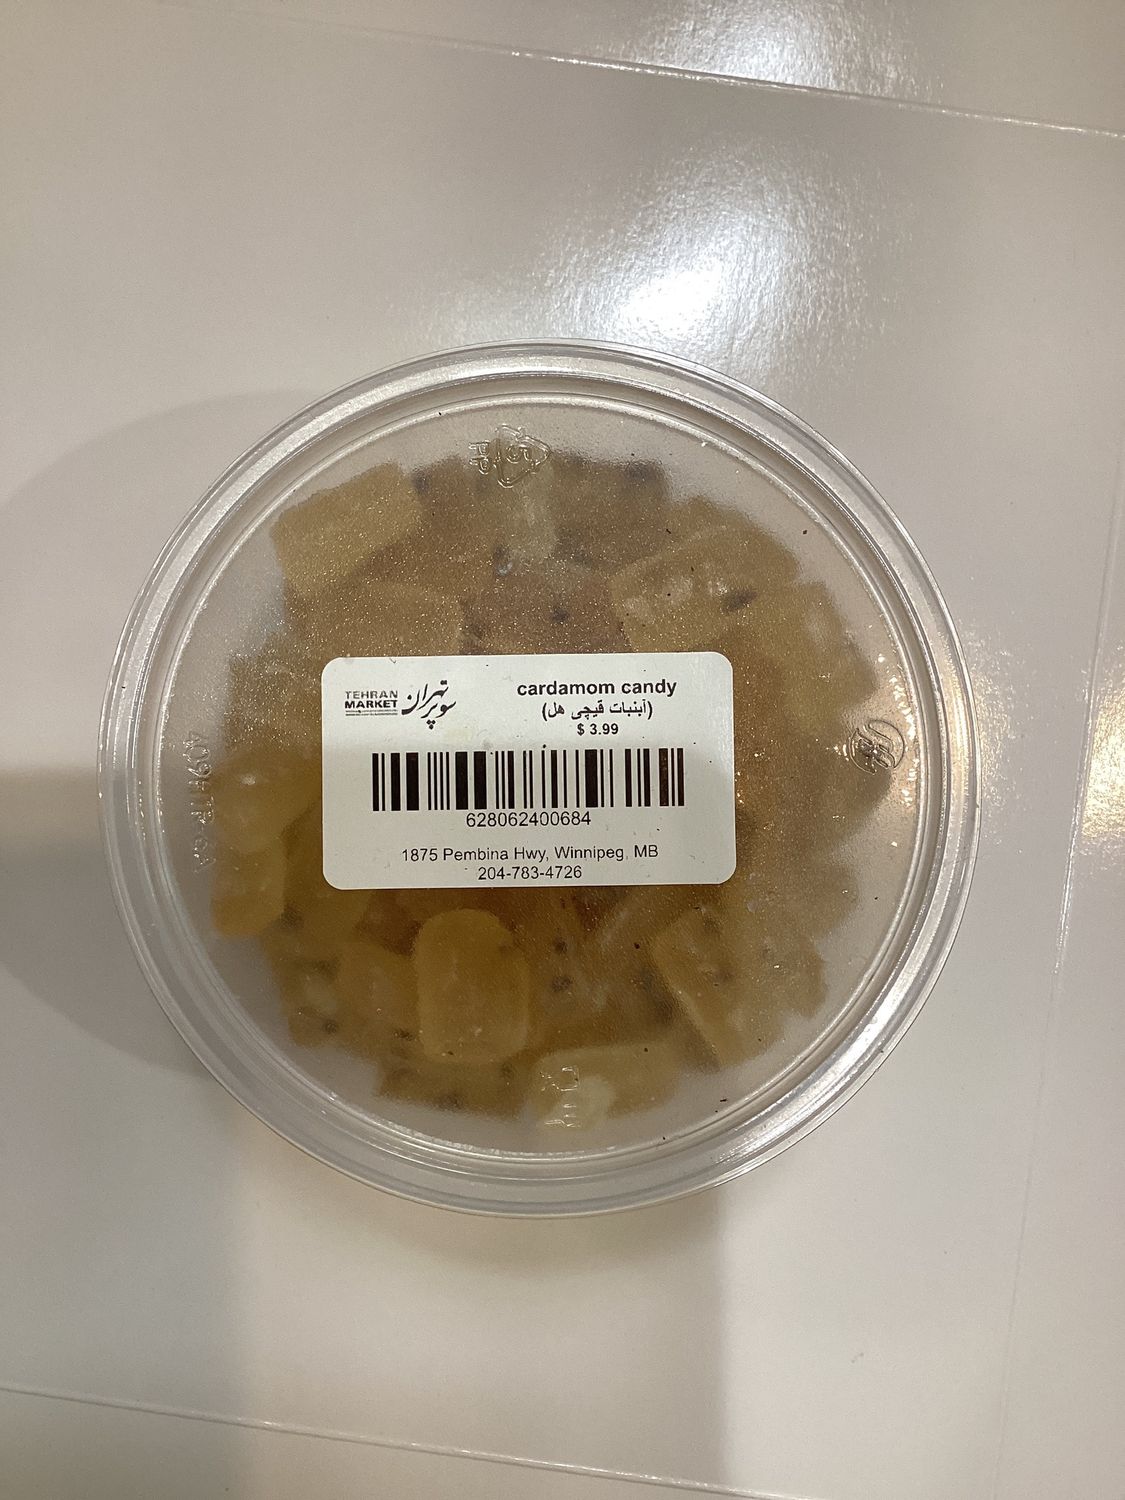 TEHRAN
MARKET
سوپر تهران
cardamom candy
(آبنبات قیچی هل)
$ 3.99
628062400684
1875 Pembina Hwy, Winnipeg, MB
204-783-4726